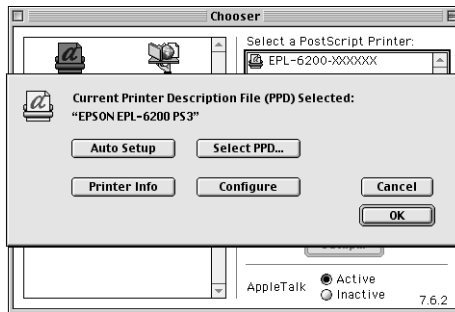 Chooser
Select a PostScript Printer:
EPL-6200-XXXXXX
Current Printer Description File (PPD) Selected:
“EPSON EPL-6200 PS3”
Auto Setup
Select PPD...
Printer Info
Configure
Cancel
OK
AppleTalk
Active
Inactive
7.6.2